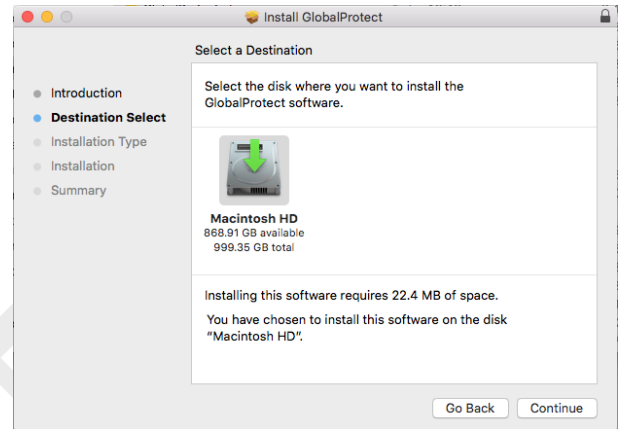 Install GlobalProtect
Select a Destination
Introduction
Destination Select
Installation Type
Installation
Summary
Select the disk where you want to install the
GlobalProtect software.
Macintosh HD
868.91 GB available
999.35 GB total
Installing this software requires 22.4 MB of space.
You have chosen to install this software on the disk
“Macintosh HD”.
Go Back
Continue